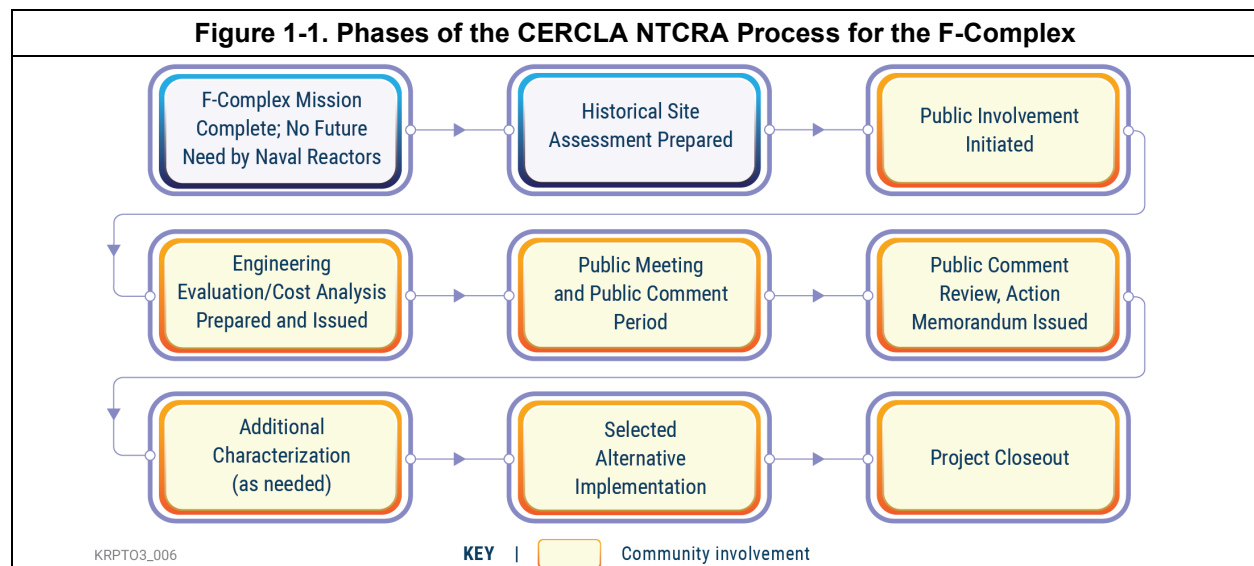 Figure 1-1. Phases of the CERCLA NTCRA Process for the F-Complex
F-Complex Mission
Complete; No Future
Need by Naval Reactors
Historical Site
Assessment Prepared
Public Involvement
Initiated
Engineering
Evaluation/Cost Analysis
Prepared and Issued
Public Meeting
and Public Comment
Period
Public Comment
Review, Action
Memorandum Issued
Additional
Characterization
(as needed)
Selected
Alternative
Implementation
Project Closeout
KRPTO3_006
KEY | Community involvement